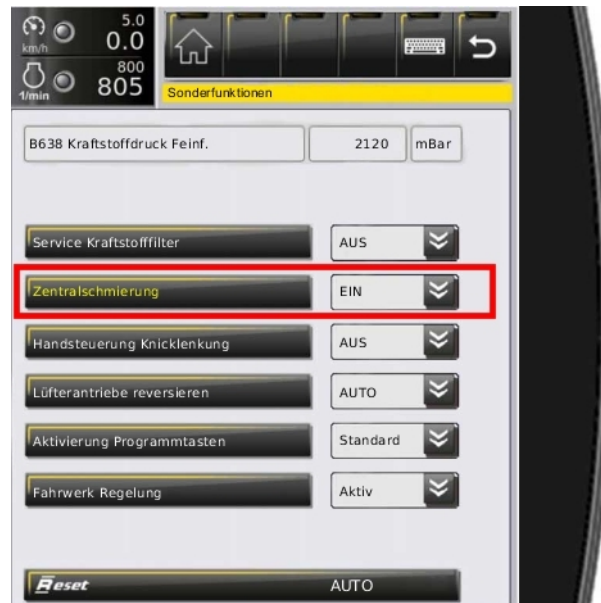 5.0
km/h
0.0
800
1/min
805
Sonderfunktionen
B638 Kraftstoffdruck Feinf. 2120 mBar
Service Kraftstofffilter AUS
Zentralschmierung EIN
Handsteuerung Knicklenkung AUS
Lüfterantriebe reversieren AUTO
Aktivierung Programmtasten Standard
Fahrwerk Regelung Aktiv
Reset AUTO